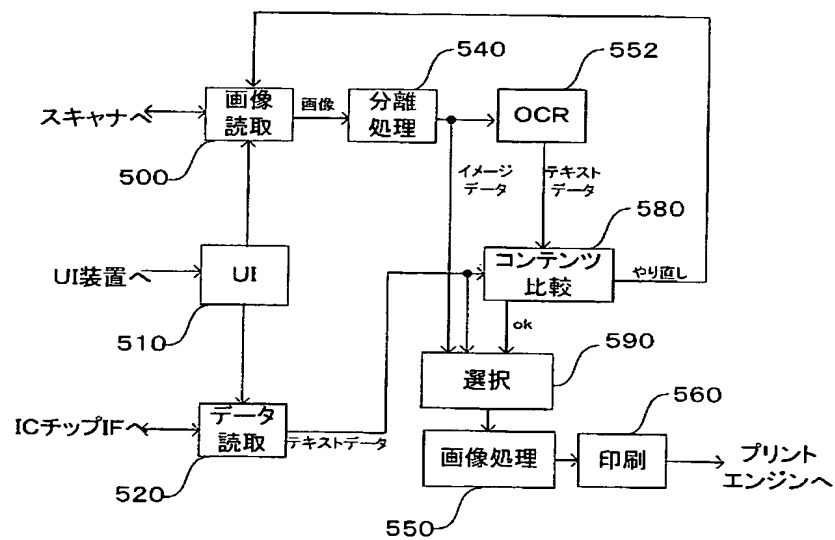 540
552
スキャナへ
画像
読取
画像
分離
処理
OCR
500
イメージ
データ
テキスト
データ
580
UI装置へ
UI
コンテンツ
比較
やり直し
510
ok
590
選択
ICチップIFへ
データ
読取
テキストデータ
560
画像処理
印刷
プリント
エンジンへ
520
550